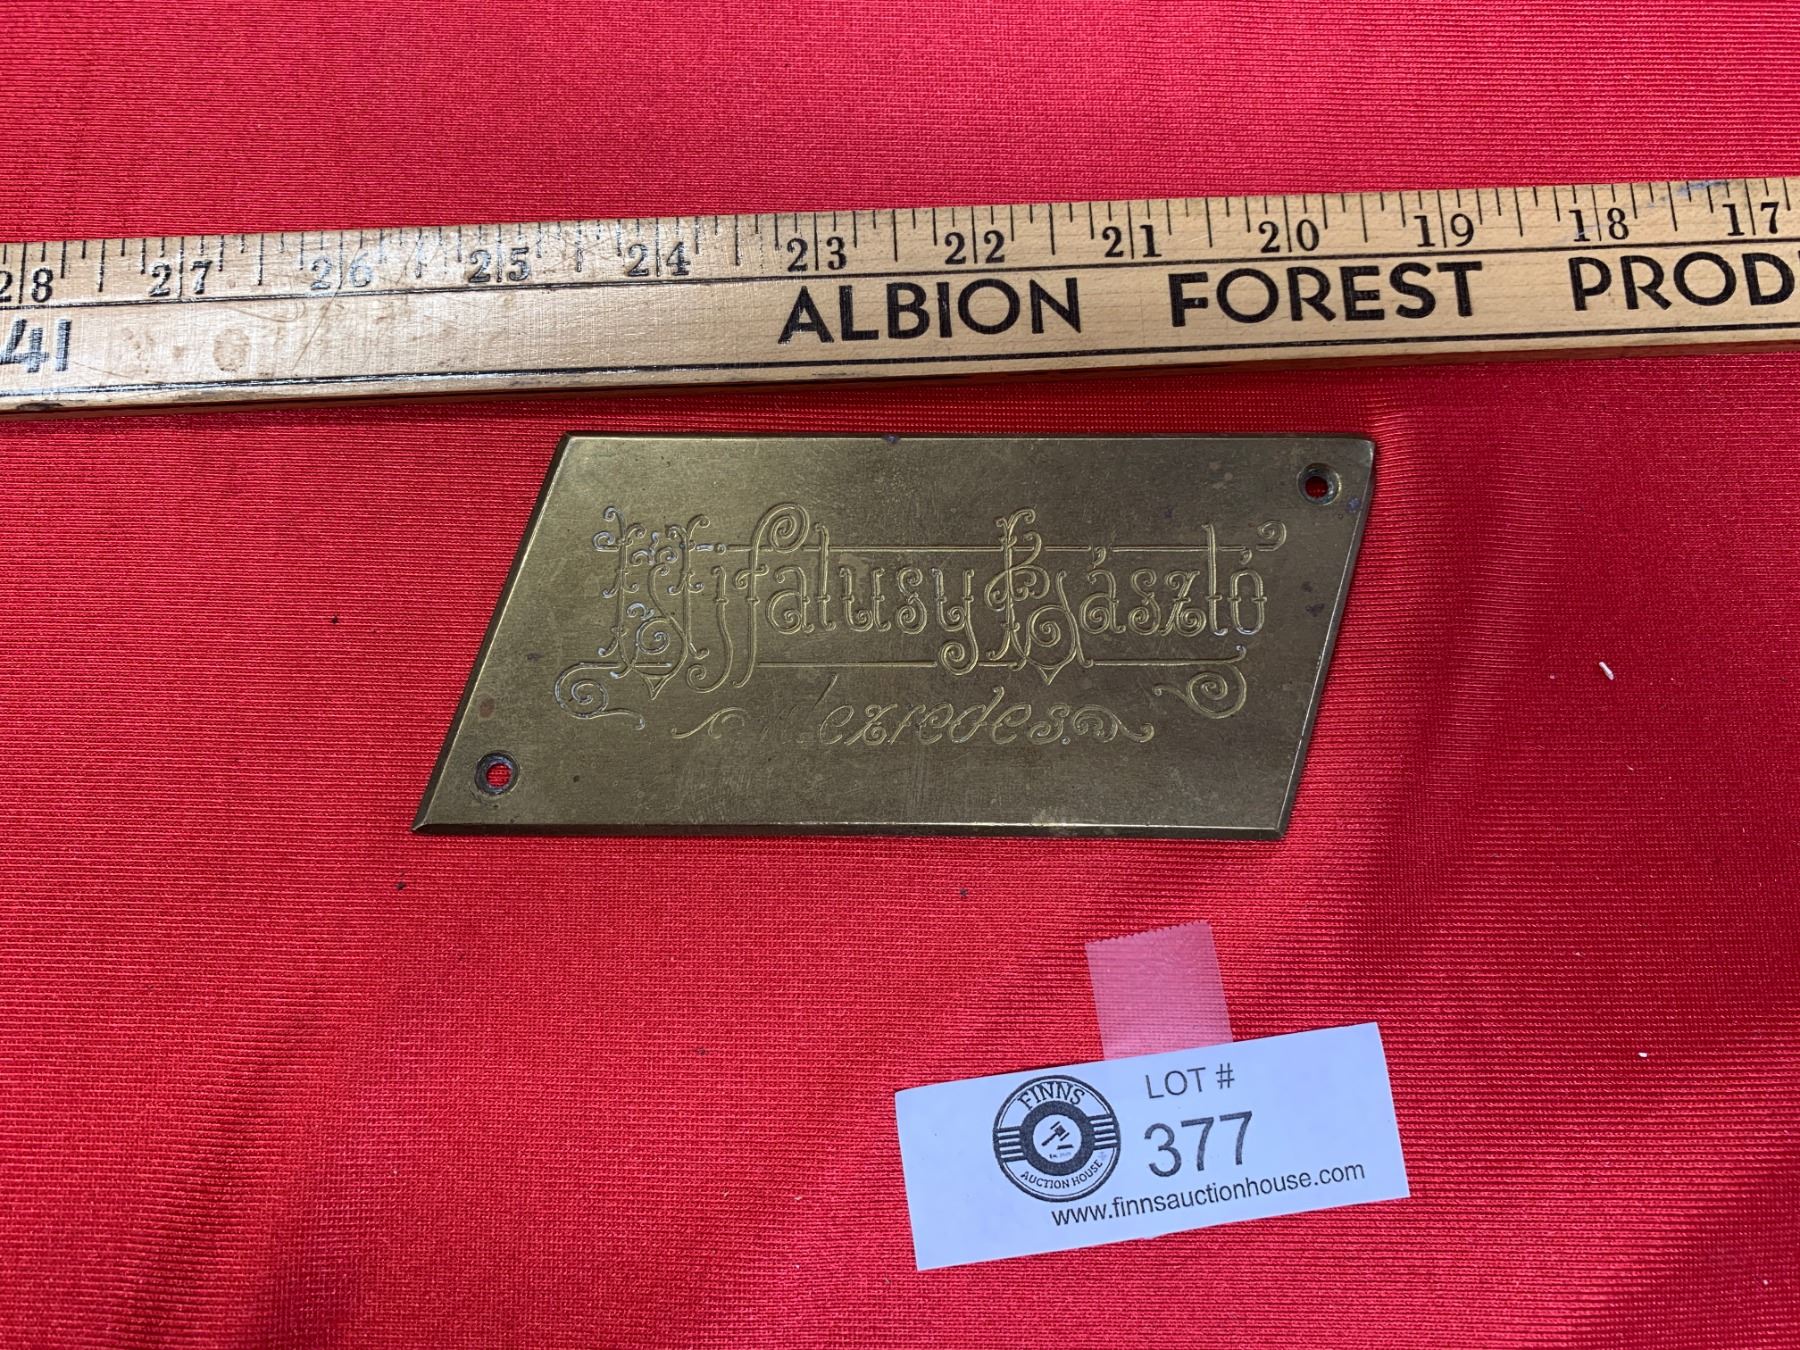 28 27 26 25 24 23 22 21 20 19 18 17
41 ALBION FOREST PROD
Ujfalusy László
ezredes.
FINNS
AUCTION HOUSE
LOT #
377
www.finnsauctionhouse.com